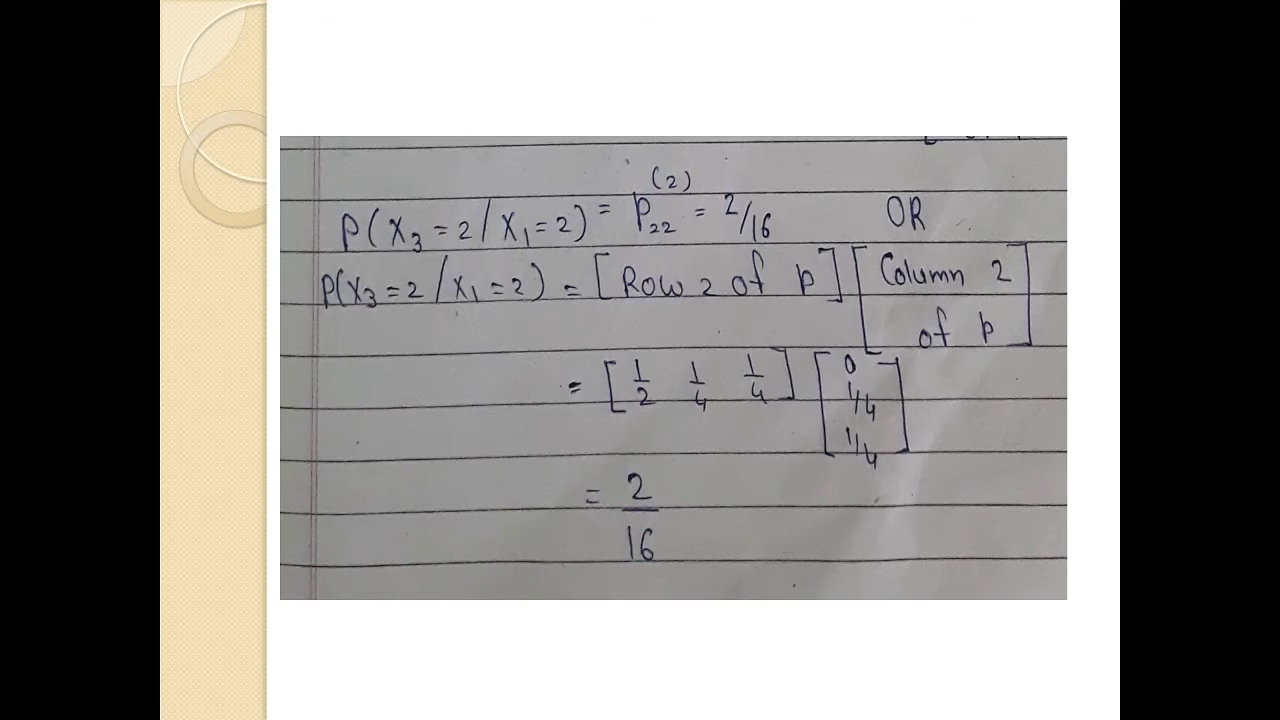 P(X₃=2/X₁=2) = P₂₂⁽²⁾ = 2/16 OR
P(X₃=2/X₁=2) = [Row 2 of p] [Column 2 of p]
= [1/2 1/4 1/4] [0 1/4 1/4]
= 2/16